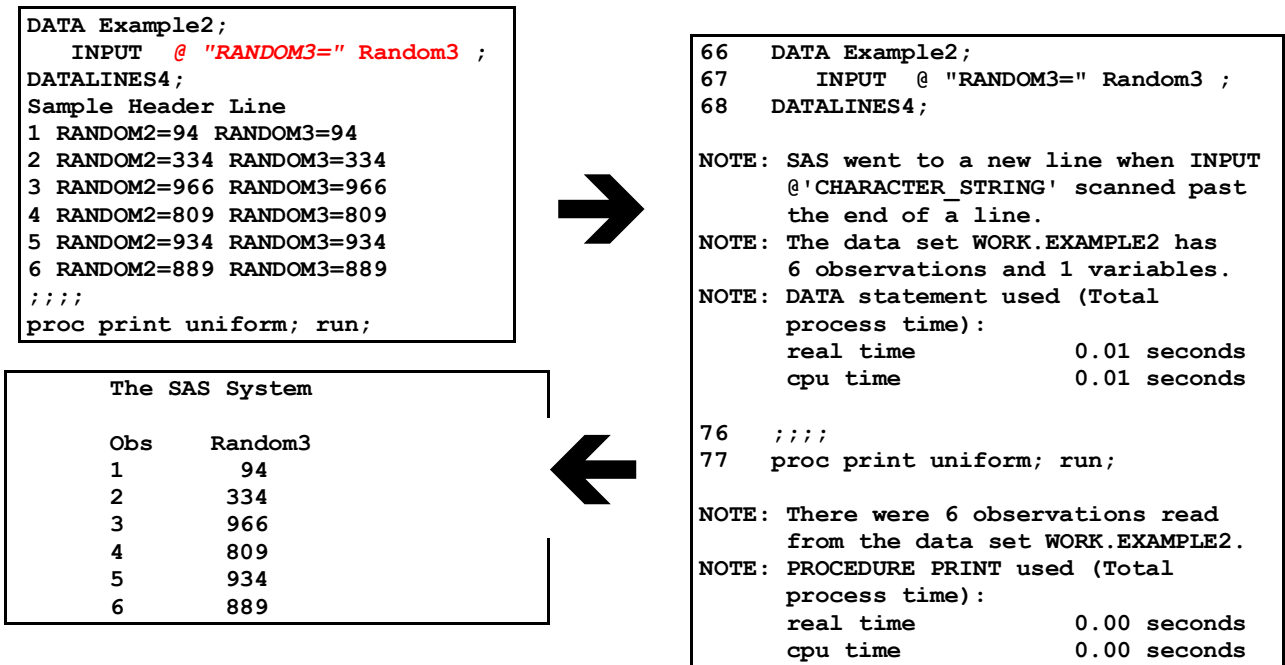 DATA Example2;
INPUT @ "RANDOM3=" Random3 ;
DATALINES4;
Sample Header Line
1 RANDOM2=94 RANDOM3=94
2 RANDOM2=334 RANDOM3=334
3 RANDOM2=966 RANDOM3=966
4 RANDOM2=809 RANDOM3=809
5 RANDOM2=934 RANDOM3=934
6 RANDOM2=889 RANDOM3=889
;;;;
proc print uniform; run;
66 DATA Example2;
67 INPUT @ "RANDOM3=" Random3 ;
68 DATALINES4;
NOTE: SAS went to a new line when INPUT
@'CHARACTER_STRING' scanned past
the end of a line.
NOTE: The data set WORK.EXAMPLE2 has
6 observations and 1 variables.
NOTE: DATA statement used (Total
process time):
real time 0.01 seconds
cpu time 0.01 seconds
76 ;;;;
77 proc print uniform; run;
NOTE: There were 6 observations read
from the data set WORK.EXAMPLE2.
NOTE: PROCEDURE PRINT used (Total
process time):
real time 0.00 seconds
cpu time 0.00 seconds
The SAS System
Obs Random3
1 94
2 334
3 966
4 809
5 934
6 889